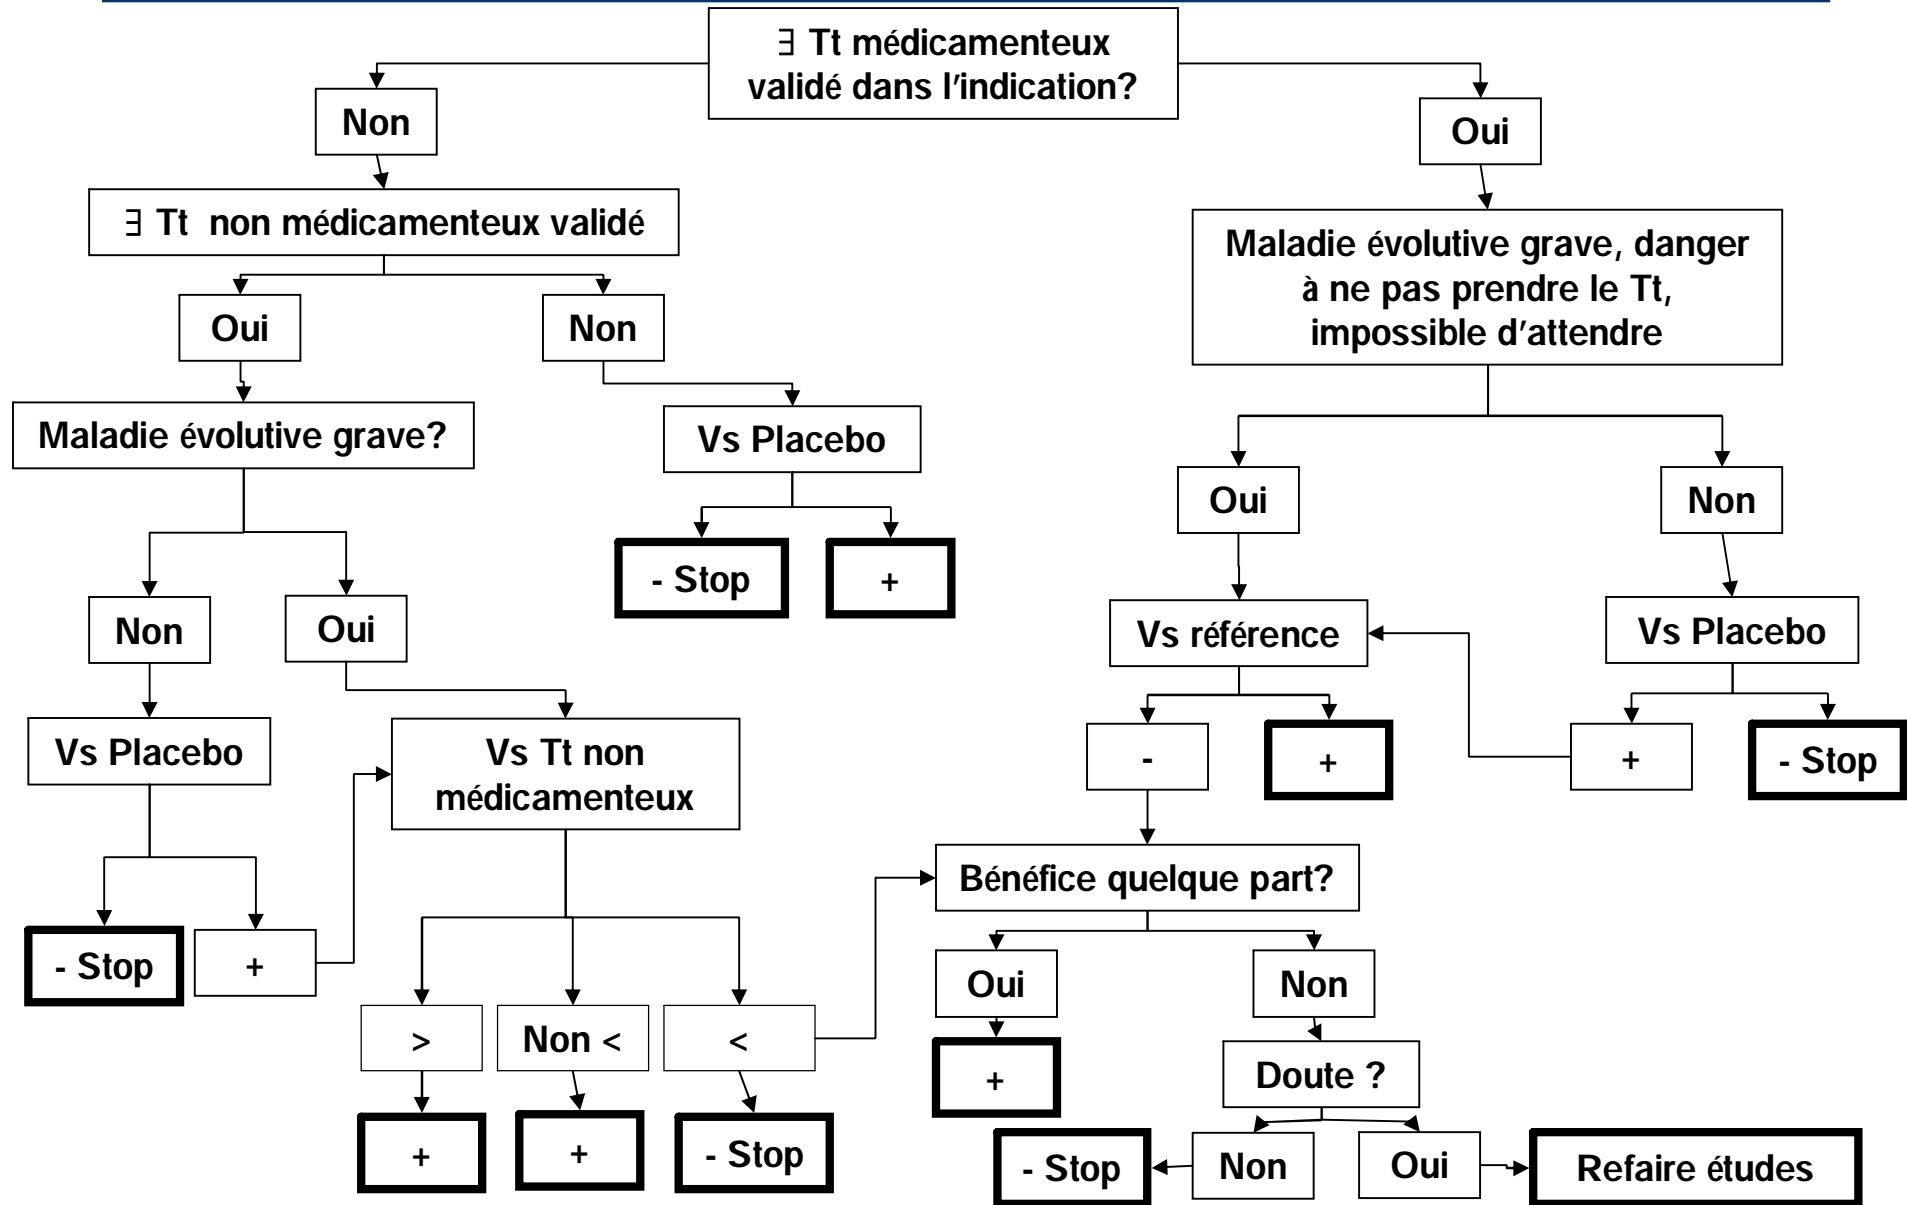 ∃ Tt médicamenteux
validé dans l'indication?
Non
Oui
∃ Tt non médicamenteux validé
Maladie évolutive grave, danger
à ne pas prendre le Tt,
impossible d'attendre
Oui
Non
Maladie évolutive grave?
Vs Placebo
Oui
Non
- Stop
+
Non
Oui
Vs référence
Vs Placebo
Vs Placebo
Vs Tt non
médicamenteux
-
+
+
- Stop
Bénéfice quelque part?
- Stop
+
Oui
Non
>
Non <
<
+
Doute ?
+
+
- Stop
- Stop
Non
Oui
Refaire études